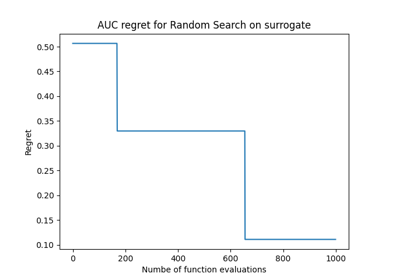 AUC regret for Random Search on surrogate
0.50
0.45
0.40
0.35
0.30
0.25
0.20
0.15
0.10
Regret
0 200 400 600 800 1000
Numbe of function evaluations